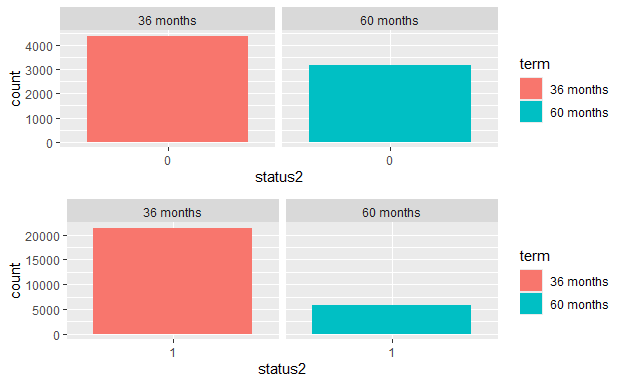 36 months 60 months
4000
3000
2000
1000
0
count
0 0
status2
term
36 months
60 months
36 months 60 months
20000
15000
10000
5000
0
count
1 1
status2
term
36 months
60 months